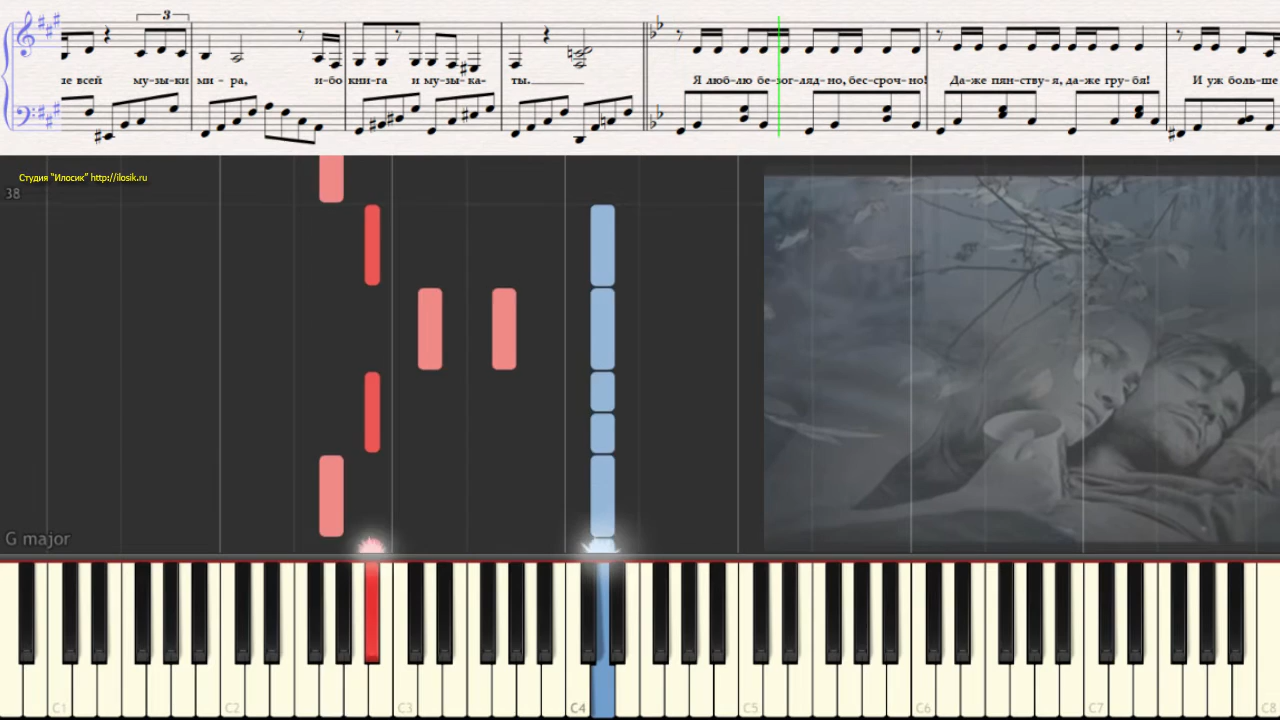 3
ле всей му-зы-ки ми-ра, и-бо кни-га и му-зы-ка- ты. Я люб-лю бе-зог-ляд-но, бес-сроч-но! Да-же пян-ству-я, да-же гру-бя! И уж боль-ше
Студия "Илосик" http://ilosik.ru
38
G major
C1 C2 C3 C4 C5 C6 C7 C8